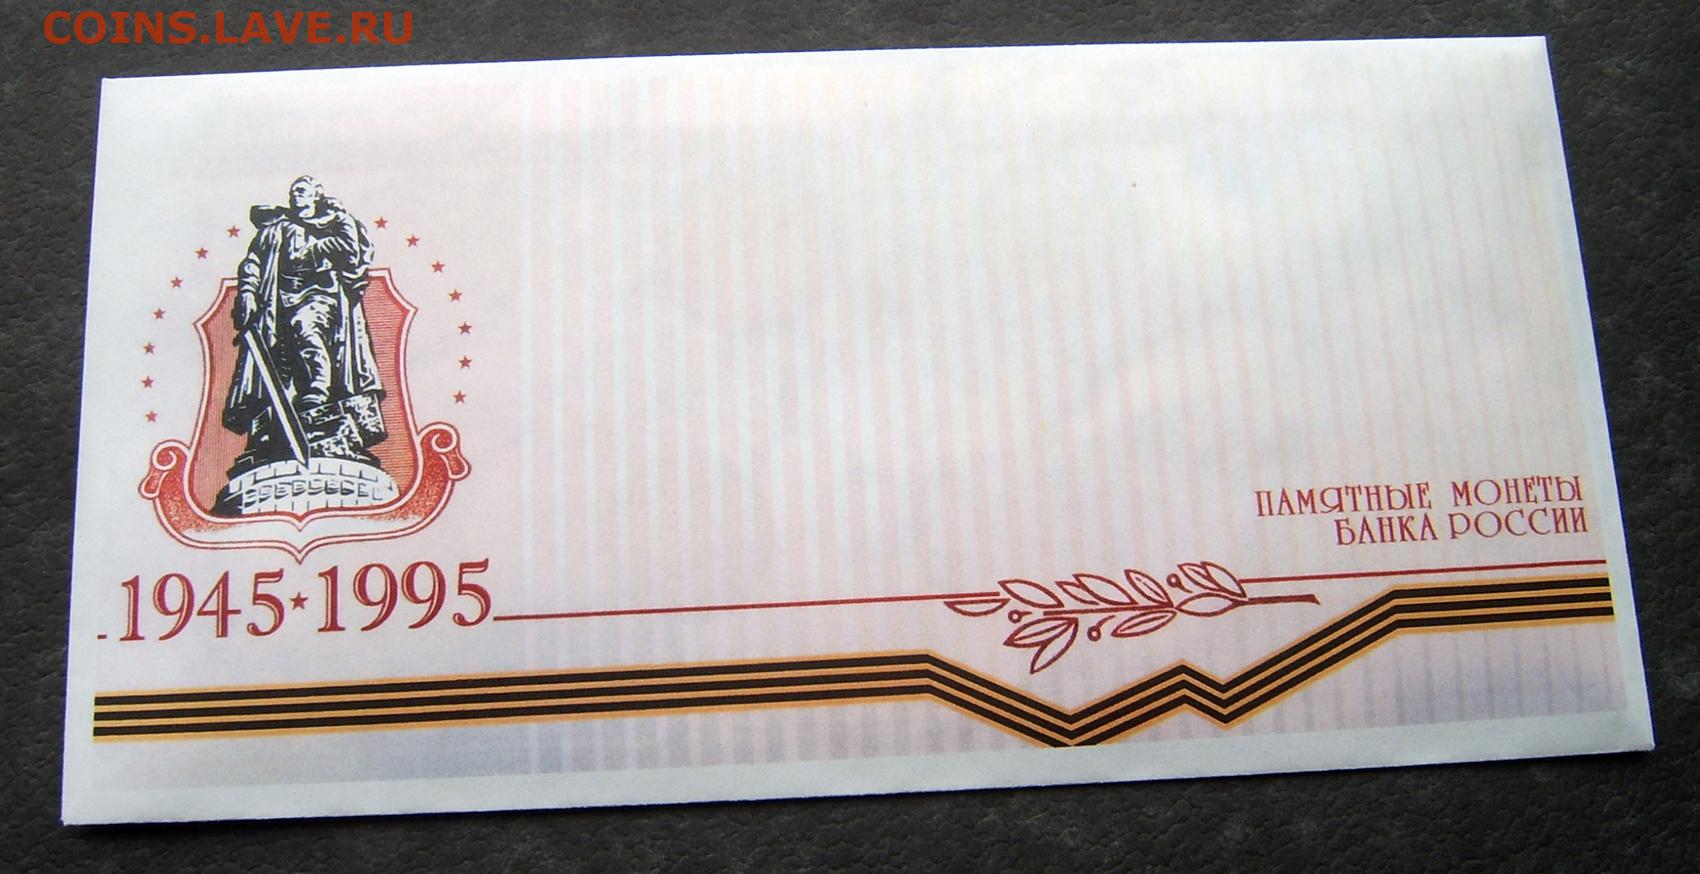 COINS.LAVE.RU
ПАМЯТНЫЕ МОНЕТЫ
БАНКА РОССИИ
1945★1995